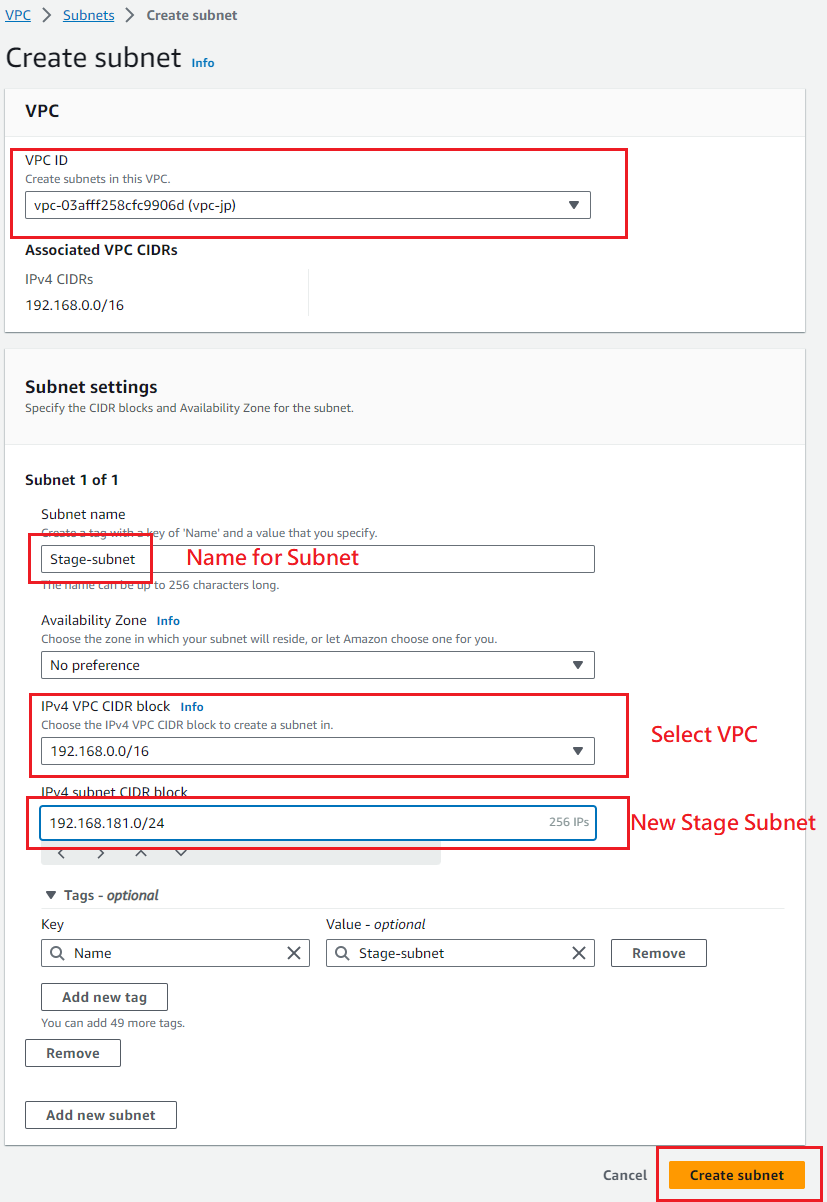 VPC > Subnets > Create subnet
Create subnet Info
VPC
VPC ID
Create subnets in this VPC.
vpc-03afff258cfc9906d (vpc-jp)
Associated VPC CIDRs
IPv4 CIDRs
192.168.0.0/16
Subnet settings
Specify the CIDR blocks and Availability Zone for the subnet.
Subnet 1 of 1
Subnet name
Create a tag with a key of 'Name' and a value that you specify.
Stage-subnet Name for Subnet
The name can be up to 256 characters long.
Availability Zone Info
Choose the zone in which your subnet will reside, or let Amazon choose one for you.
No preference
IPv4 VPC CIDR block Info
Choose the IPv4 VPC CIDR block to create a subnet in.
Select VPC
192.168.0.0/16
IPv4 subnet CIDR block
192.168.181.0/24 256 IPs New Stage Subnet
Tags - optional
Key Value - optional
Name Stage-subnet Remove
Add new tag
You can add 49 more tags.
Remove
Add new subnet
Cancel Create subnet